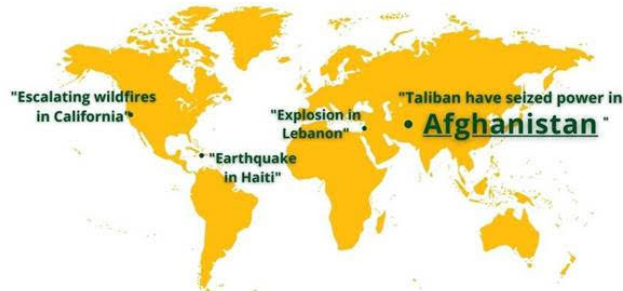 "Escalating wildfires
in California"
"Earthquake
in Haiti"
"Explosion in
Lebanon"
"Taliban have seized power in
Afghanistan "